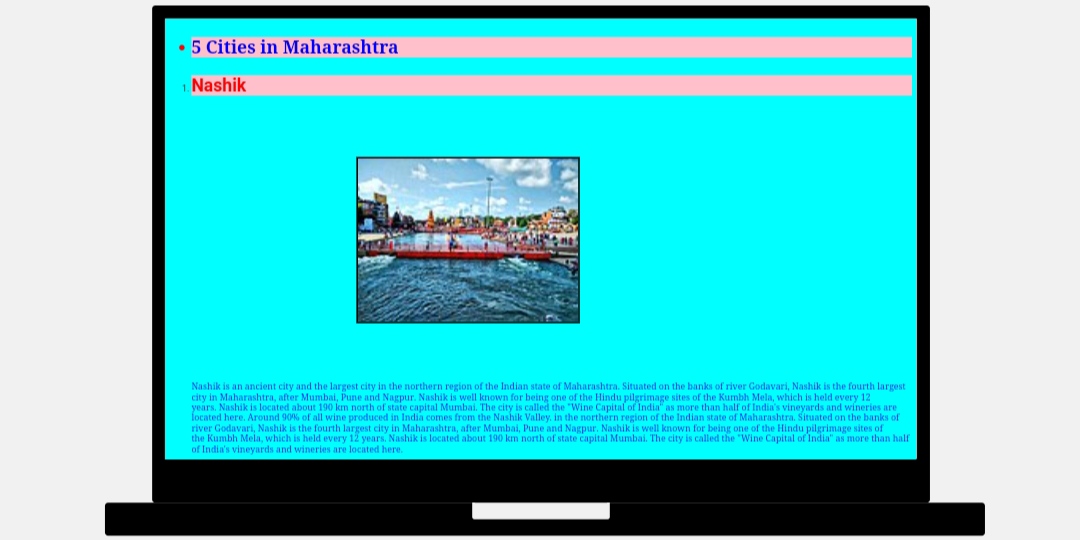 5 Cities in Maharashtra
1. Nashik
Nashik is an ancient city and the largest city in the northern region of the Indian state of Maharashtra. Situated on the banks of river Godavari, Nashik is the fourth largest
city in Maharashtra, after Mumbai, Pune and Nagpur. Nashik is well known for being one of the Hindu pilgrimage sites of the Kumbh Mela, which is held every 12
years. Nashik is located about 190 km north of state capital Mumbai. The city is called the "Wine Capital of India" as more than half of India's vineyards and wineries are
located here. Around 90% of all wine produced in India comes from the Nashik Valley. in the northern region of the Indian state of Maharashtra. Situated on the banks of
river Godavari, Nashik is the fourth largest city in Maharashtra, after Mumbai, Pune and Nagpur. Nashik is well known for being one of the Hindu pilgrimage sites of
the Kumbh Mela, which is held every 12 years. Nashik is located about 190 km north of state capital Mumbai. The city is called the "Wine Capital of India" as more than half
of India's vineyards and wineries are located here.